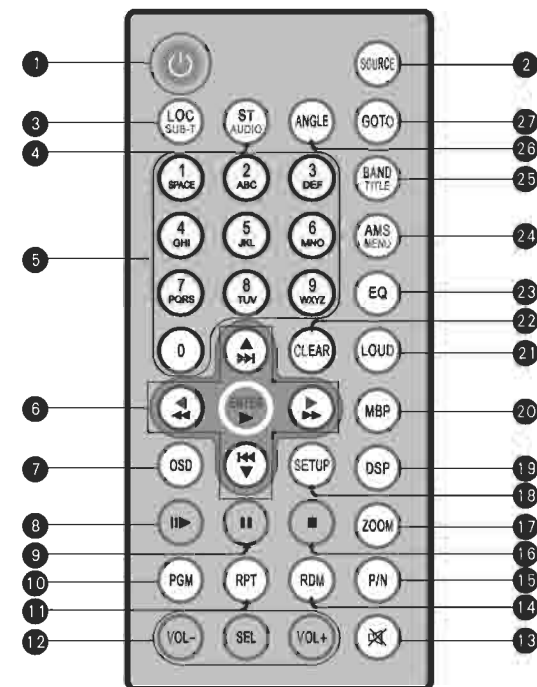 1
SOURCE
2
3
LOC
SUB-T
ST
AUDIO
ANGLE
GOTO
27
4
26
1
SPACE
2
ABC
3
DEF
BAND
TITLE
25
4
GHI
5
JKL
6
MNO
AMS
MENU
24
5
7
PQRS
8
TUV
9
WXYZ
EQ
23
22
0
CLEAR
LOUD
21
6
ENTER
MBP
20
7
OSD
SETUP
DSP
19
18
8
ZOOM
17
9
16
10
PGM
RPT
RDM
P/N
15
11
14
12
VOL-
SEL
VOL+
13